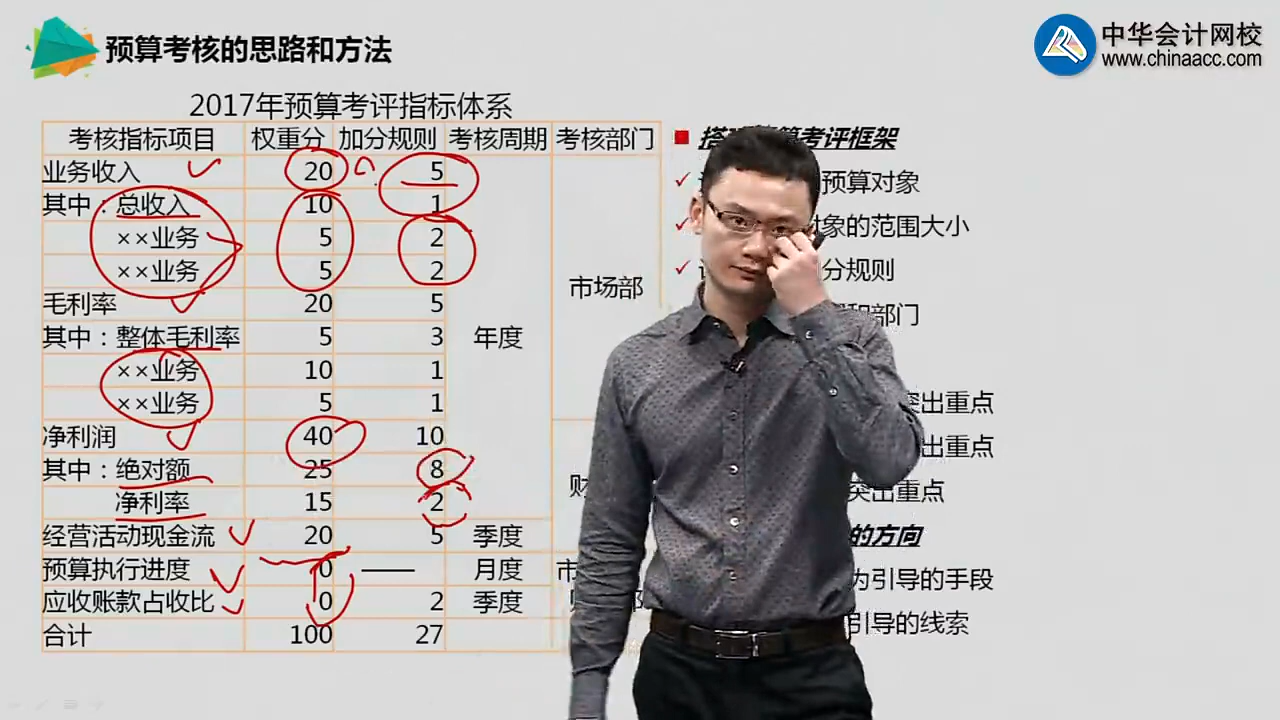 预算考核的思路和方法
中华会计网校
www.chinaacc.com
2017年预算考评指标体系
考核指标项目 权重分 加分规则 考核周期 考核部门
业务收入 20 5
其中：总收入 10 1
××业务 5 2
××业务 5 2
市场部
毛利率 20 5
其中：整体毛利率 5 3 年度
××业务 10 1
××业务 5 1
净利润 40 10
其中：绝对额 25 8
净利率 15 2
经营活动现金流 20 5 季度
预算执行进度 0 —— 月度
应收账款占收比 0 2 季度
合计 100 27
考评框架
预算对象
象的范围大小
分规则
部门
突出重点
出重点
突出重点
的方向
为引导的手段
引导的线索